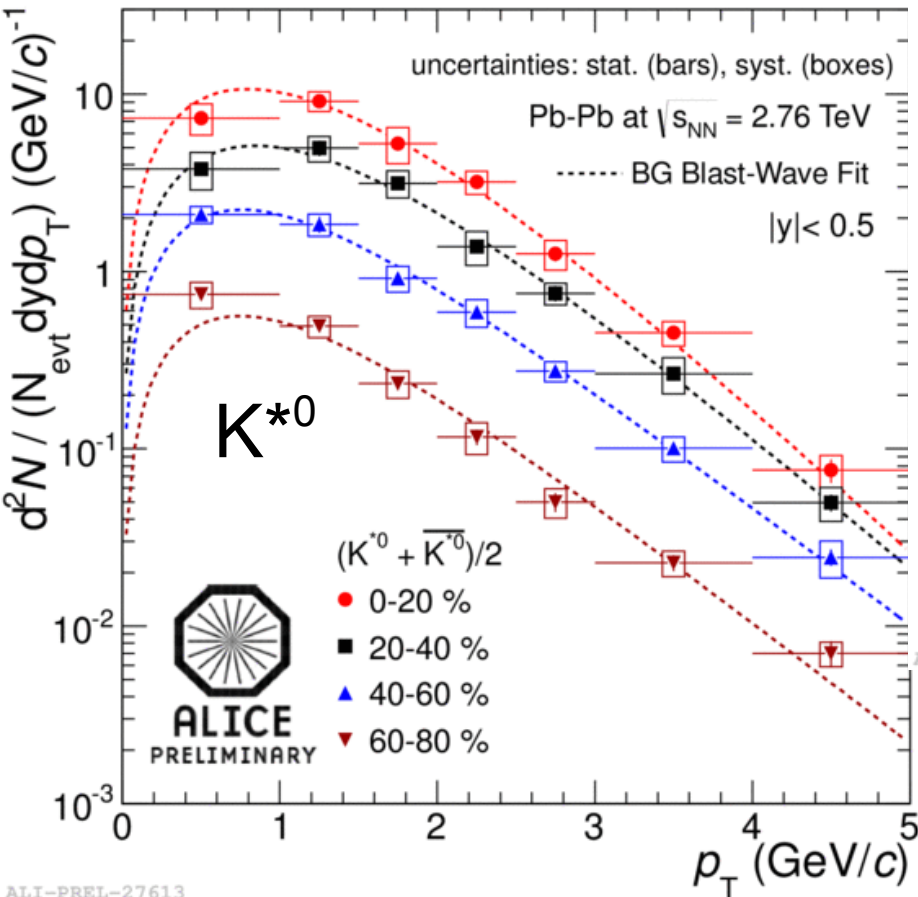 d²N / (N_evt dydp_T) (GeV/c)⁻¹
10
1
10⁻¹
10⁻²
10⁻³
uncertainties: stat. (bars), syst. (boxes)
Pb-Pb at √s_NN = 2.76 TeV
BG Blast-Wave Fit
|y|< 0.5
K*⁰
(K*⁰ + K̅*̅⁰̅)/2
0-20 %
20-40 %
40-60 %
60-80 %
ALICE
PRELIMINARY
0 1 2 3 4 5
p_T (GeV/c)
ALI-PREL-27613